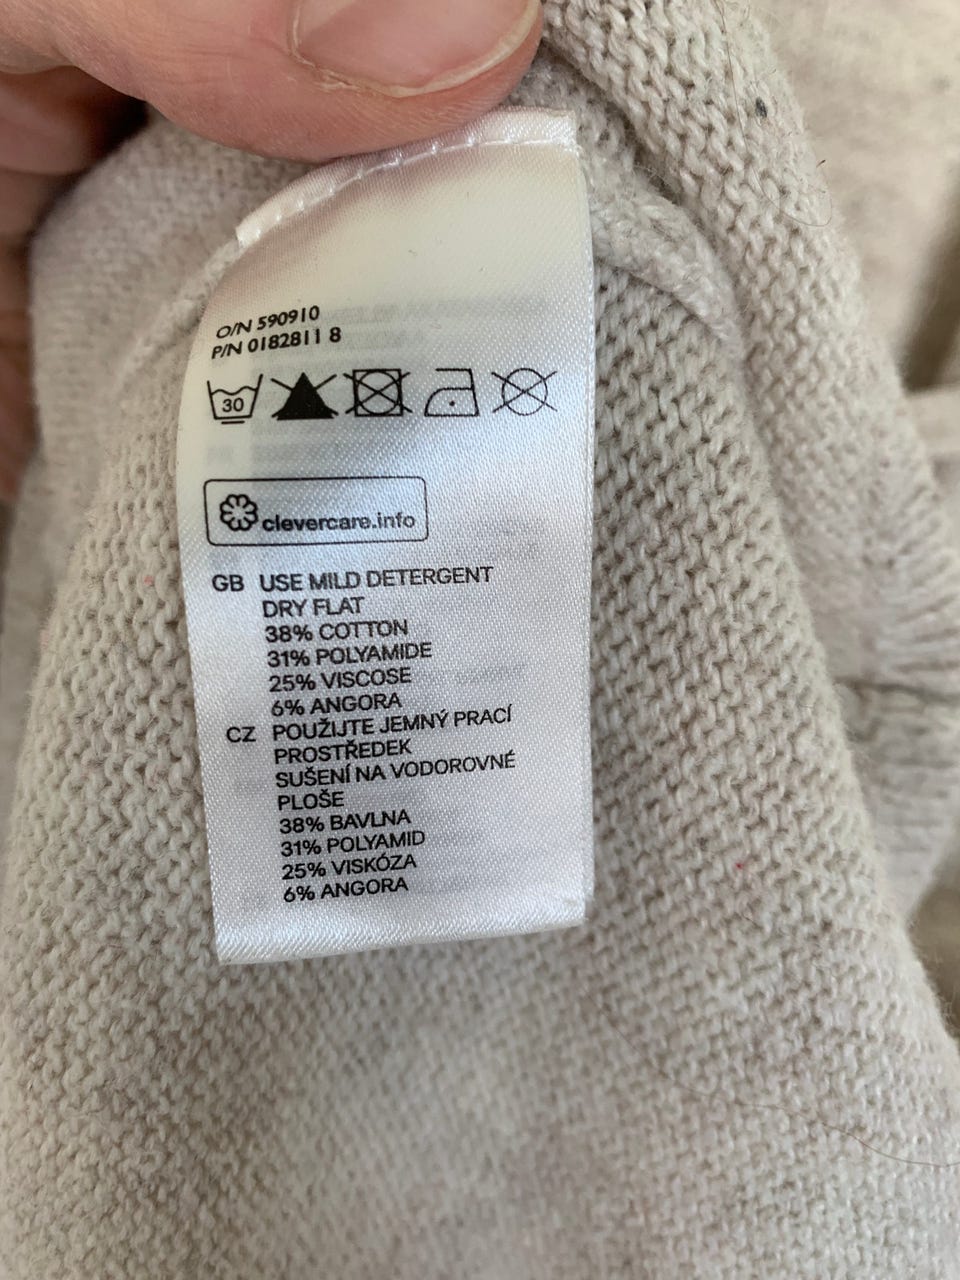 O/N 590910
P/N 0182811 8
30
clevercare.info
GB USE MILD DETERGENT
DRY FLAT
38% COTTON
31% POLYAMIDE
25% VISCOSE
6% ANGORA
CZ POUŽIJTE JEMNÝ PRACÍ
PROSTŘEDEK
SUŠENÍ NA VODOROVNÉ
PLOŠE
38% BAVLNA
31% POLYAMID
25% VISKÓZA
6% ANGORA